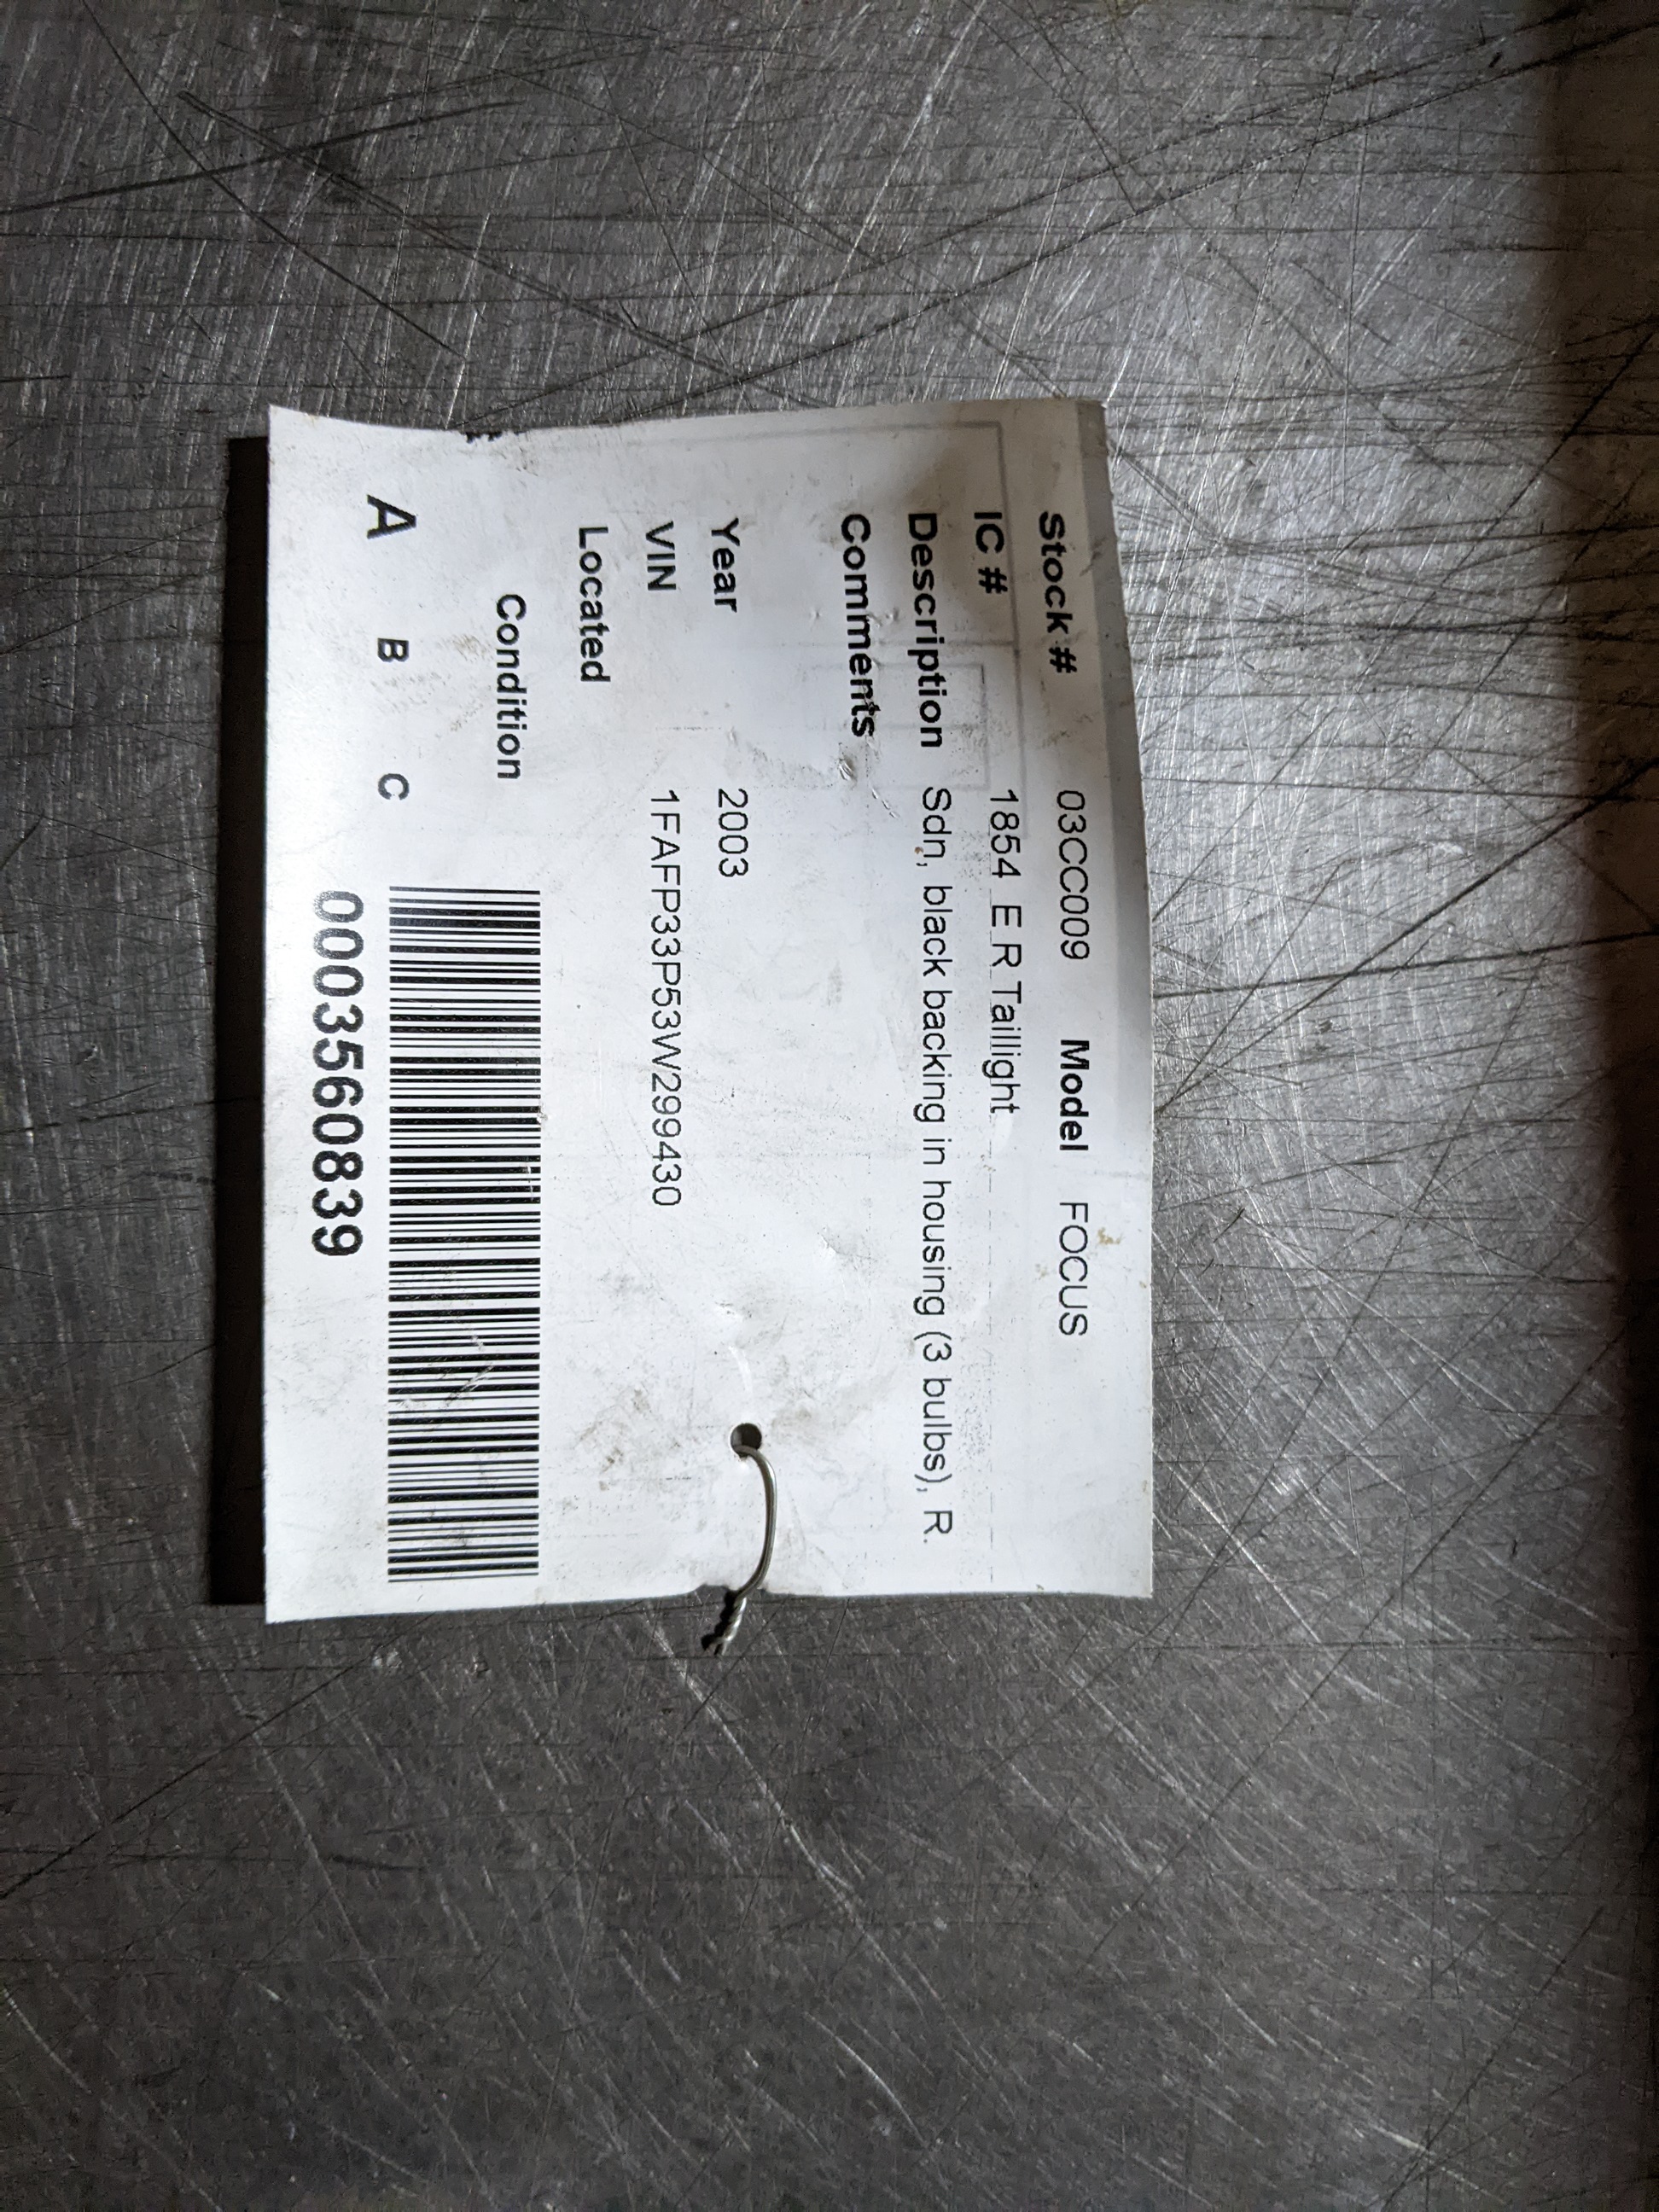 Stock # 03CC009 Model FOCUS
IC # 1854 E R Taillight
Description Sdn, black backing in housing (3 bulbs), R.
Comments
Year 2003
VIN 1FAFP33P53W299430
Located
Condition
A B C
0003560839